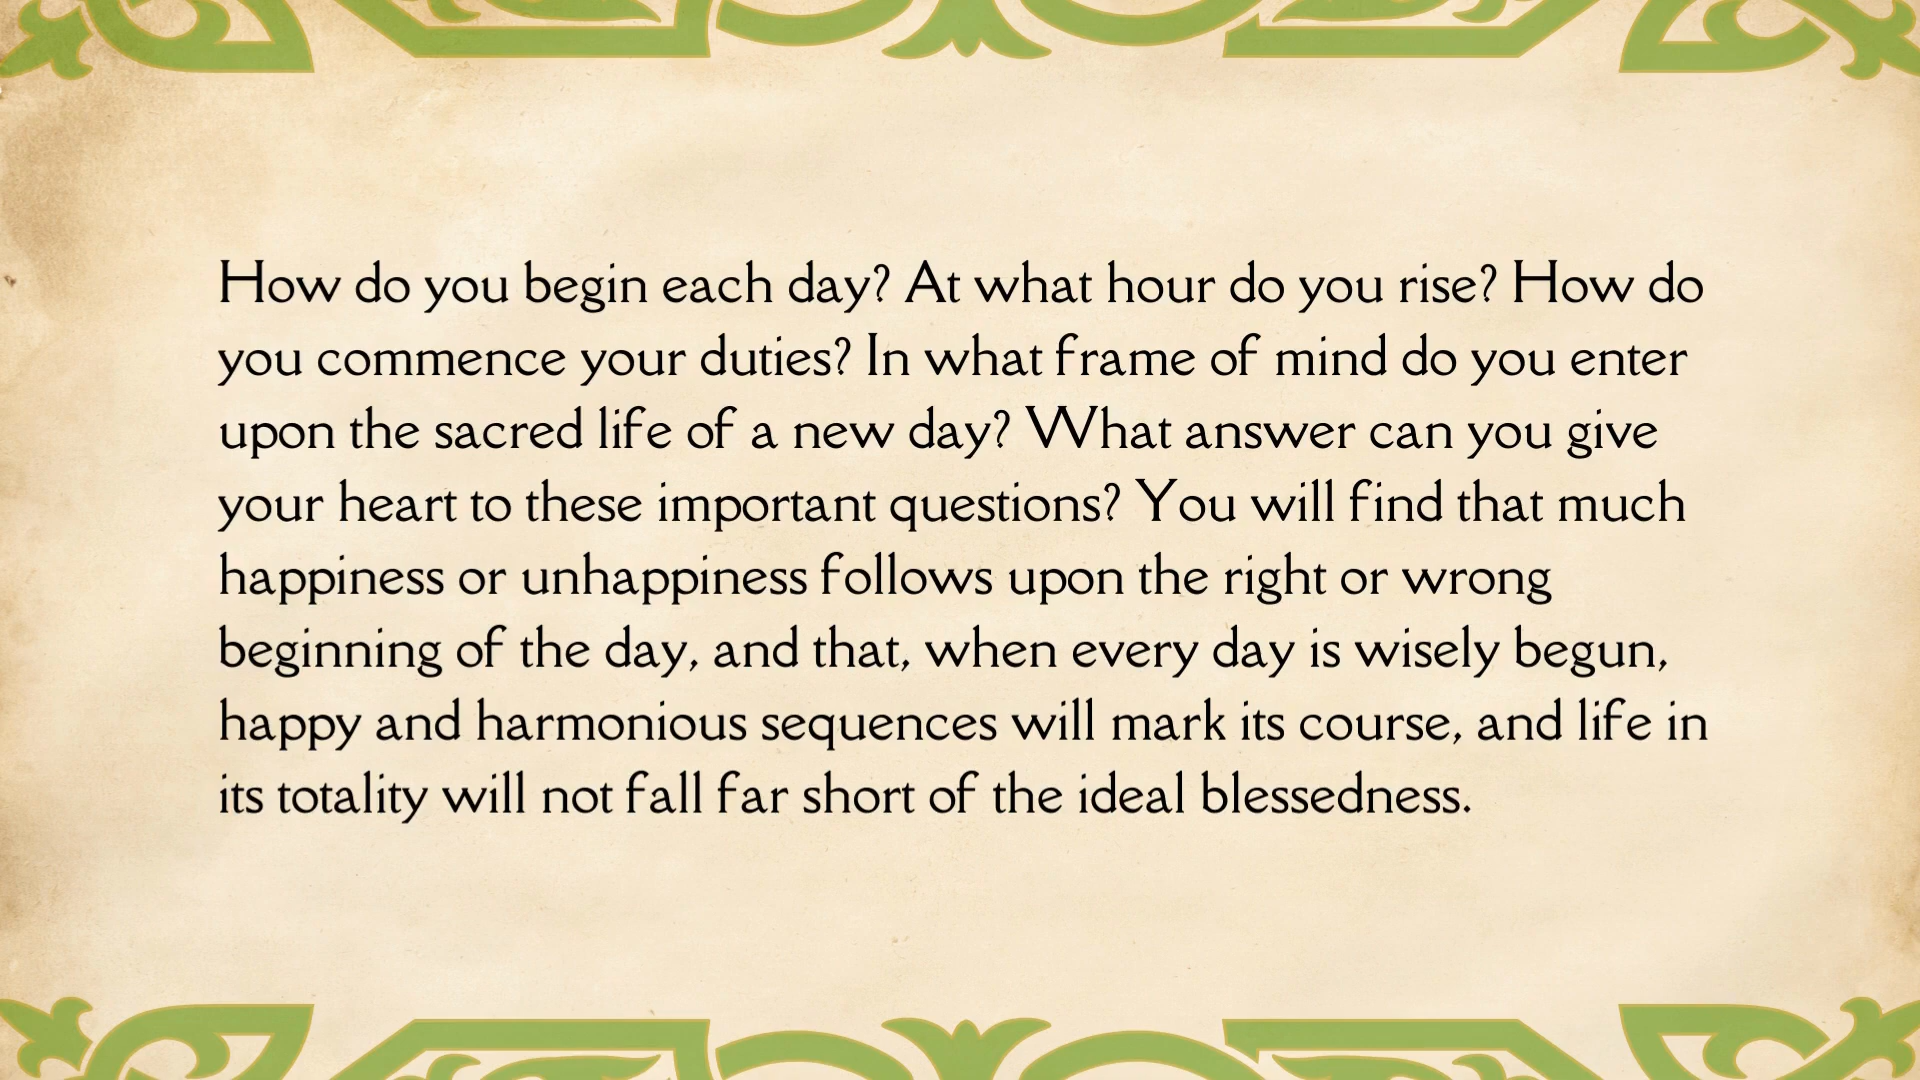 How do you begin each day? At what hour do you rise? How do
you commence your duties? In what frame of mind do you enter
upon the sacred life of a new day? What answer can you give
your heart to these important questions? You will find that much
happiness or unhappiness follows upon the right or wrong
beginning of the day, and that, when every day is wisely begun,
happy and harmonious sequences will mark its course, and life in
its totality will not fall far short of the ideal blessedness.